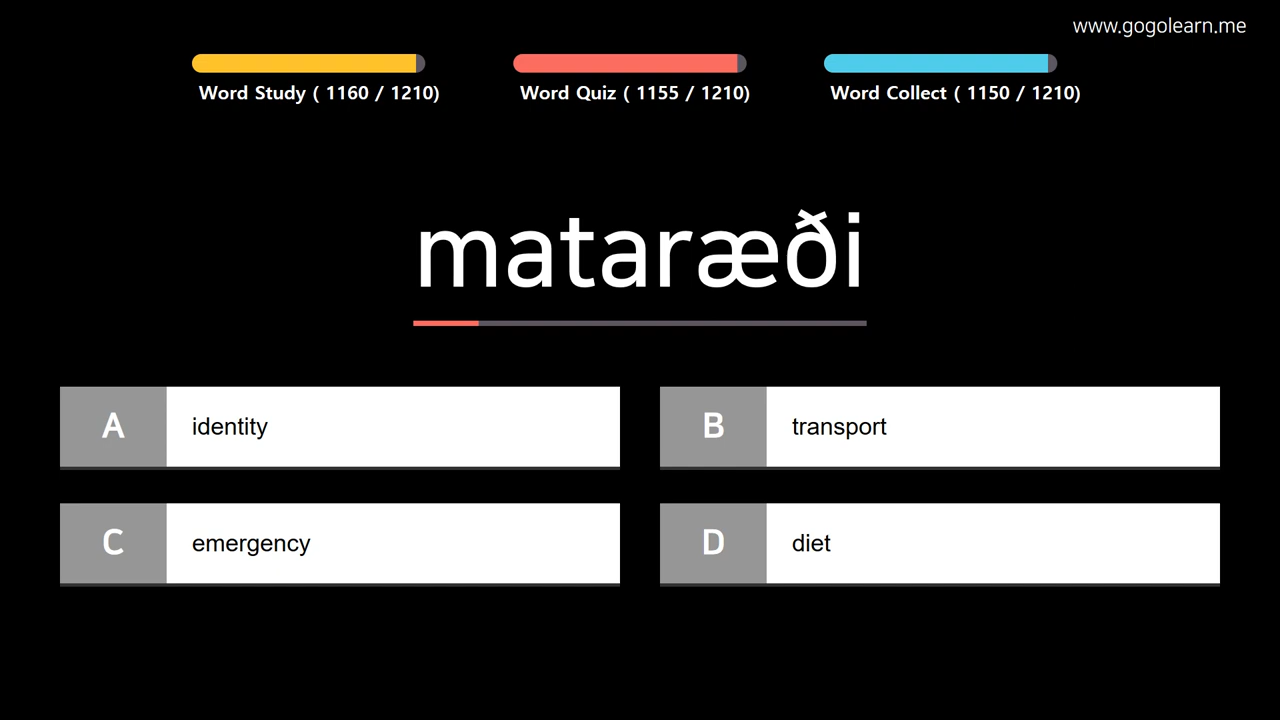 www.gogolearn.me
Word Study ( 1160 / 1210)
Word Quiz ( 1155 / 1210)
Word Collect ( 1150 / 1210)
mataræði
A identity
B transport
C emergency
D diet